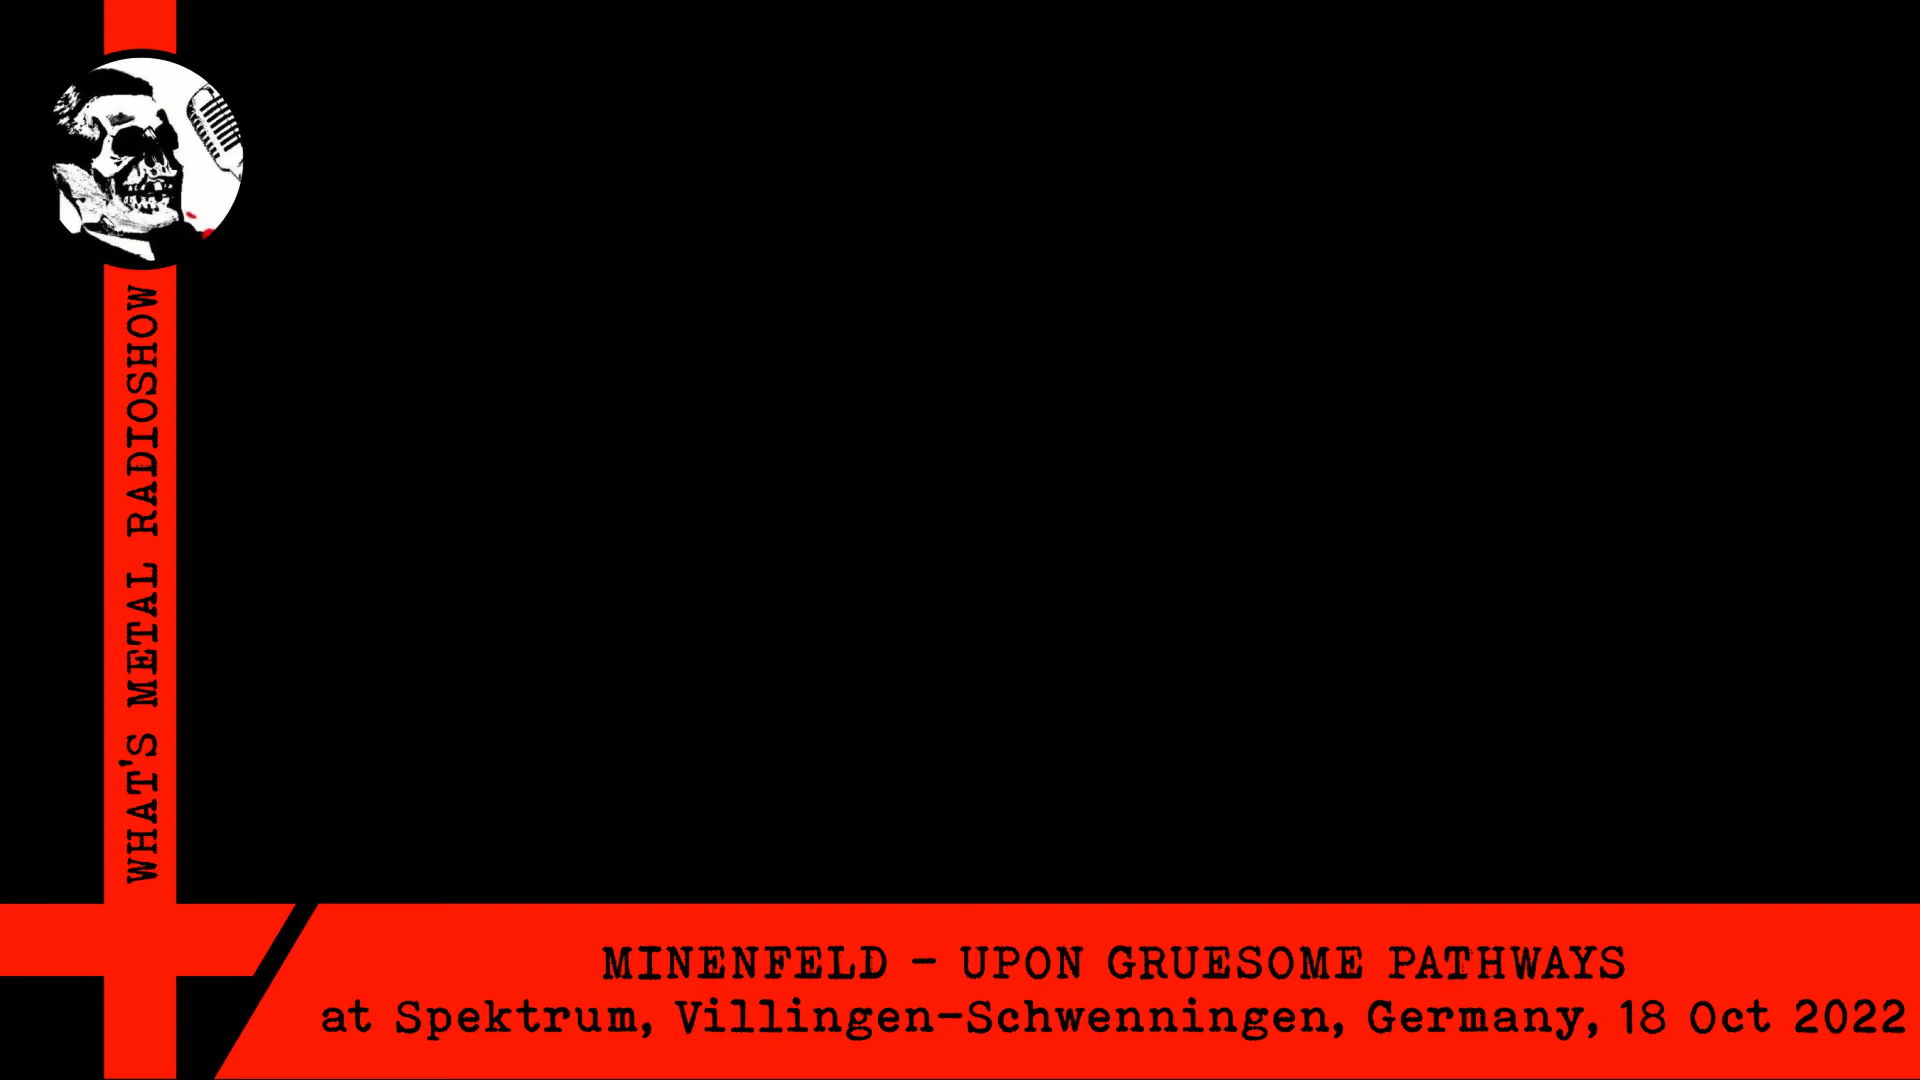 WHAT'S METAL RADIOSHOW
MINENFELD - UPON GRUESOME PATHWAYS
at Spektrum, Villingen-Schwenningen, Germany, 18 Oct 2022